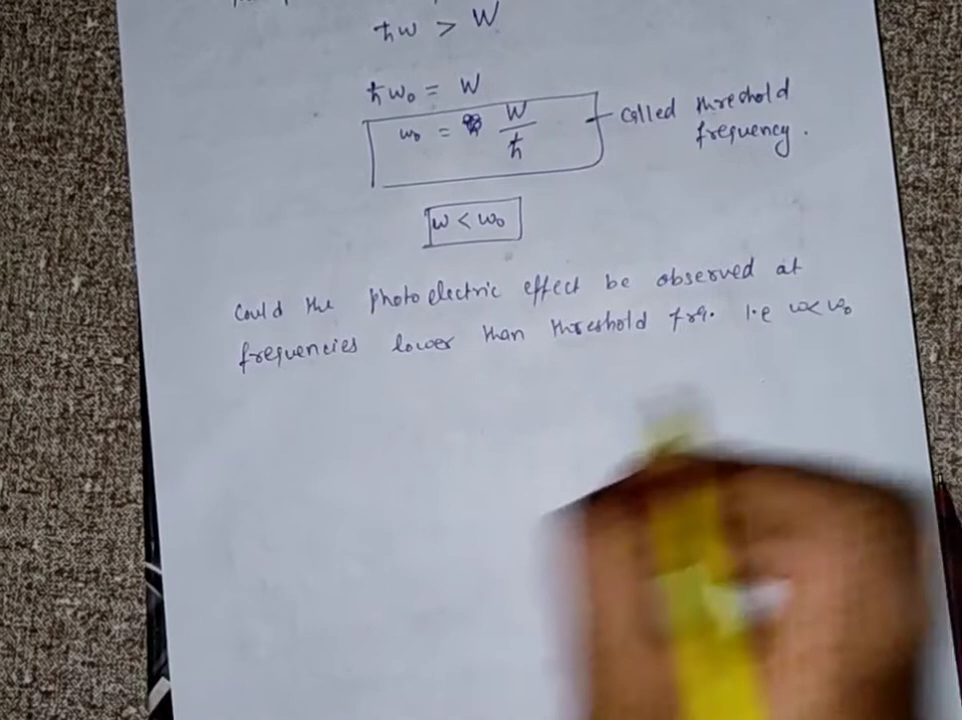 ħω > W
ħω₀ = W
ω₀ = W/ħ called threshold frequency.
ω < ω₀
Could the photoelectric effect be observed at
frequencies lower than threshold frq. i.e ω<ω₀